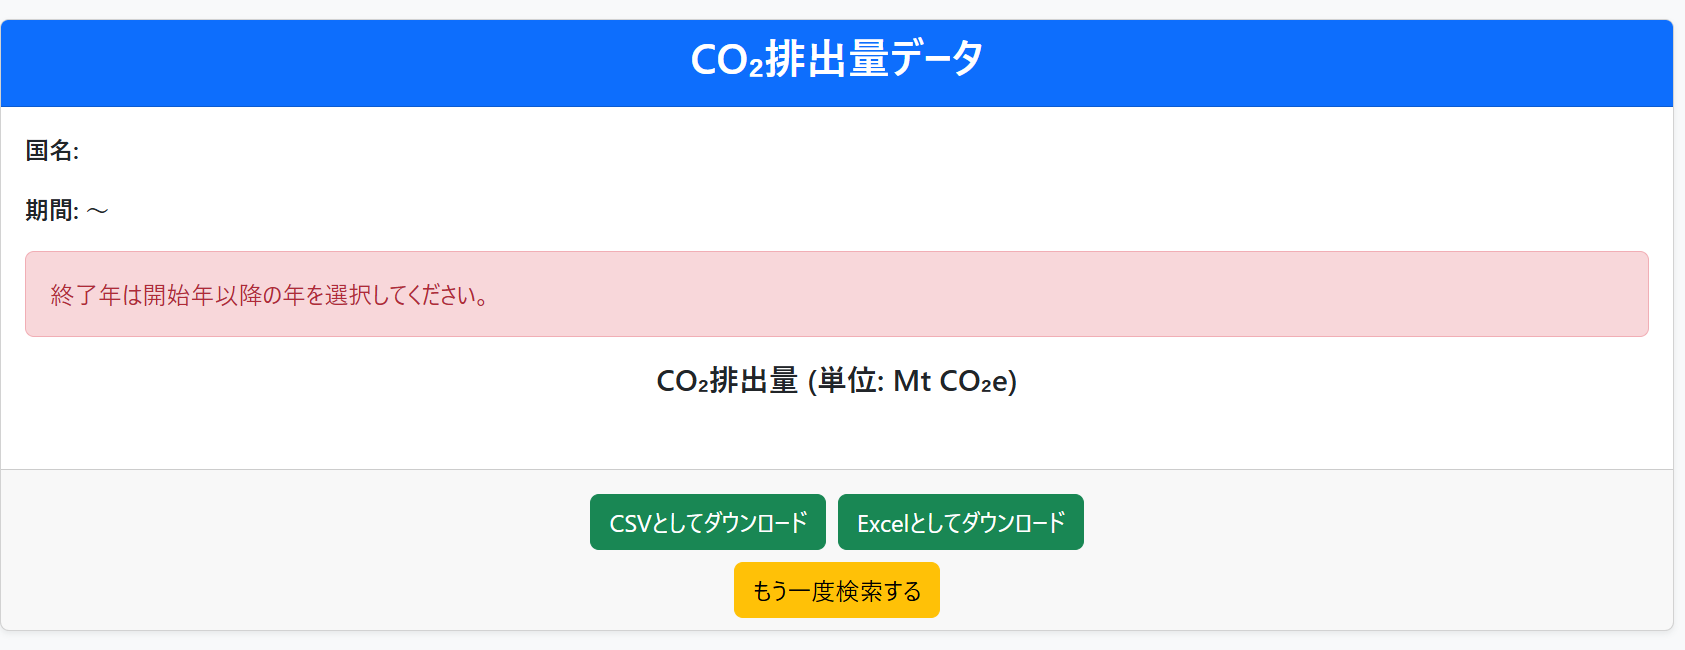 CO₂排出量データ
国名:
期間: ～
終了年は開始年以降の年を選択してください。
CO₂排出量 (単位: Mt CO₂e)
CSVとしてダウンロード Excelとしてダウンロード
もう一度検索する